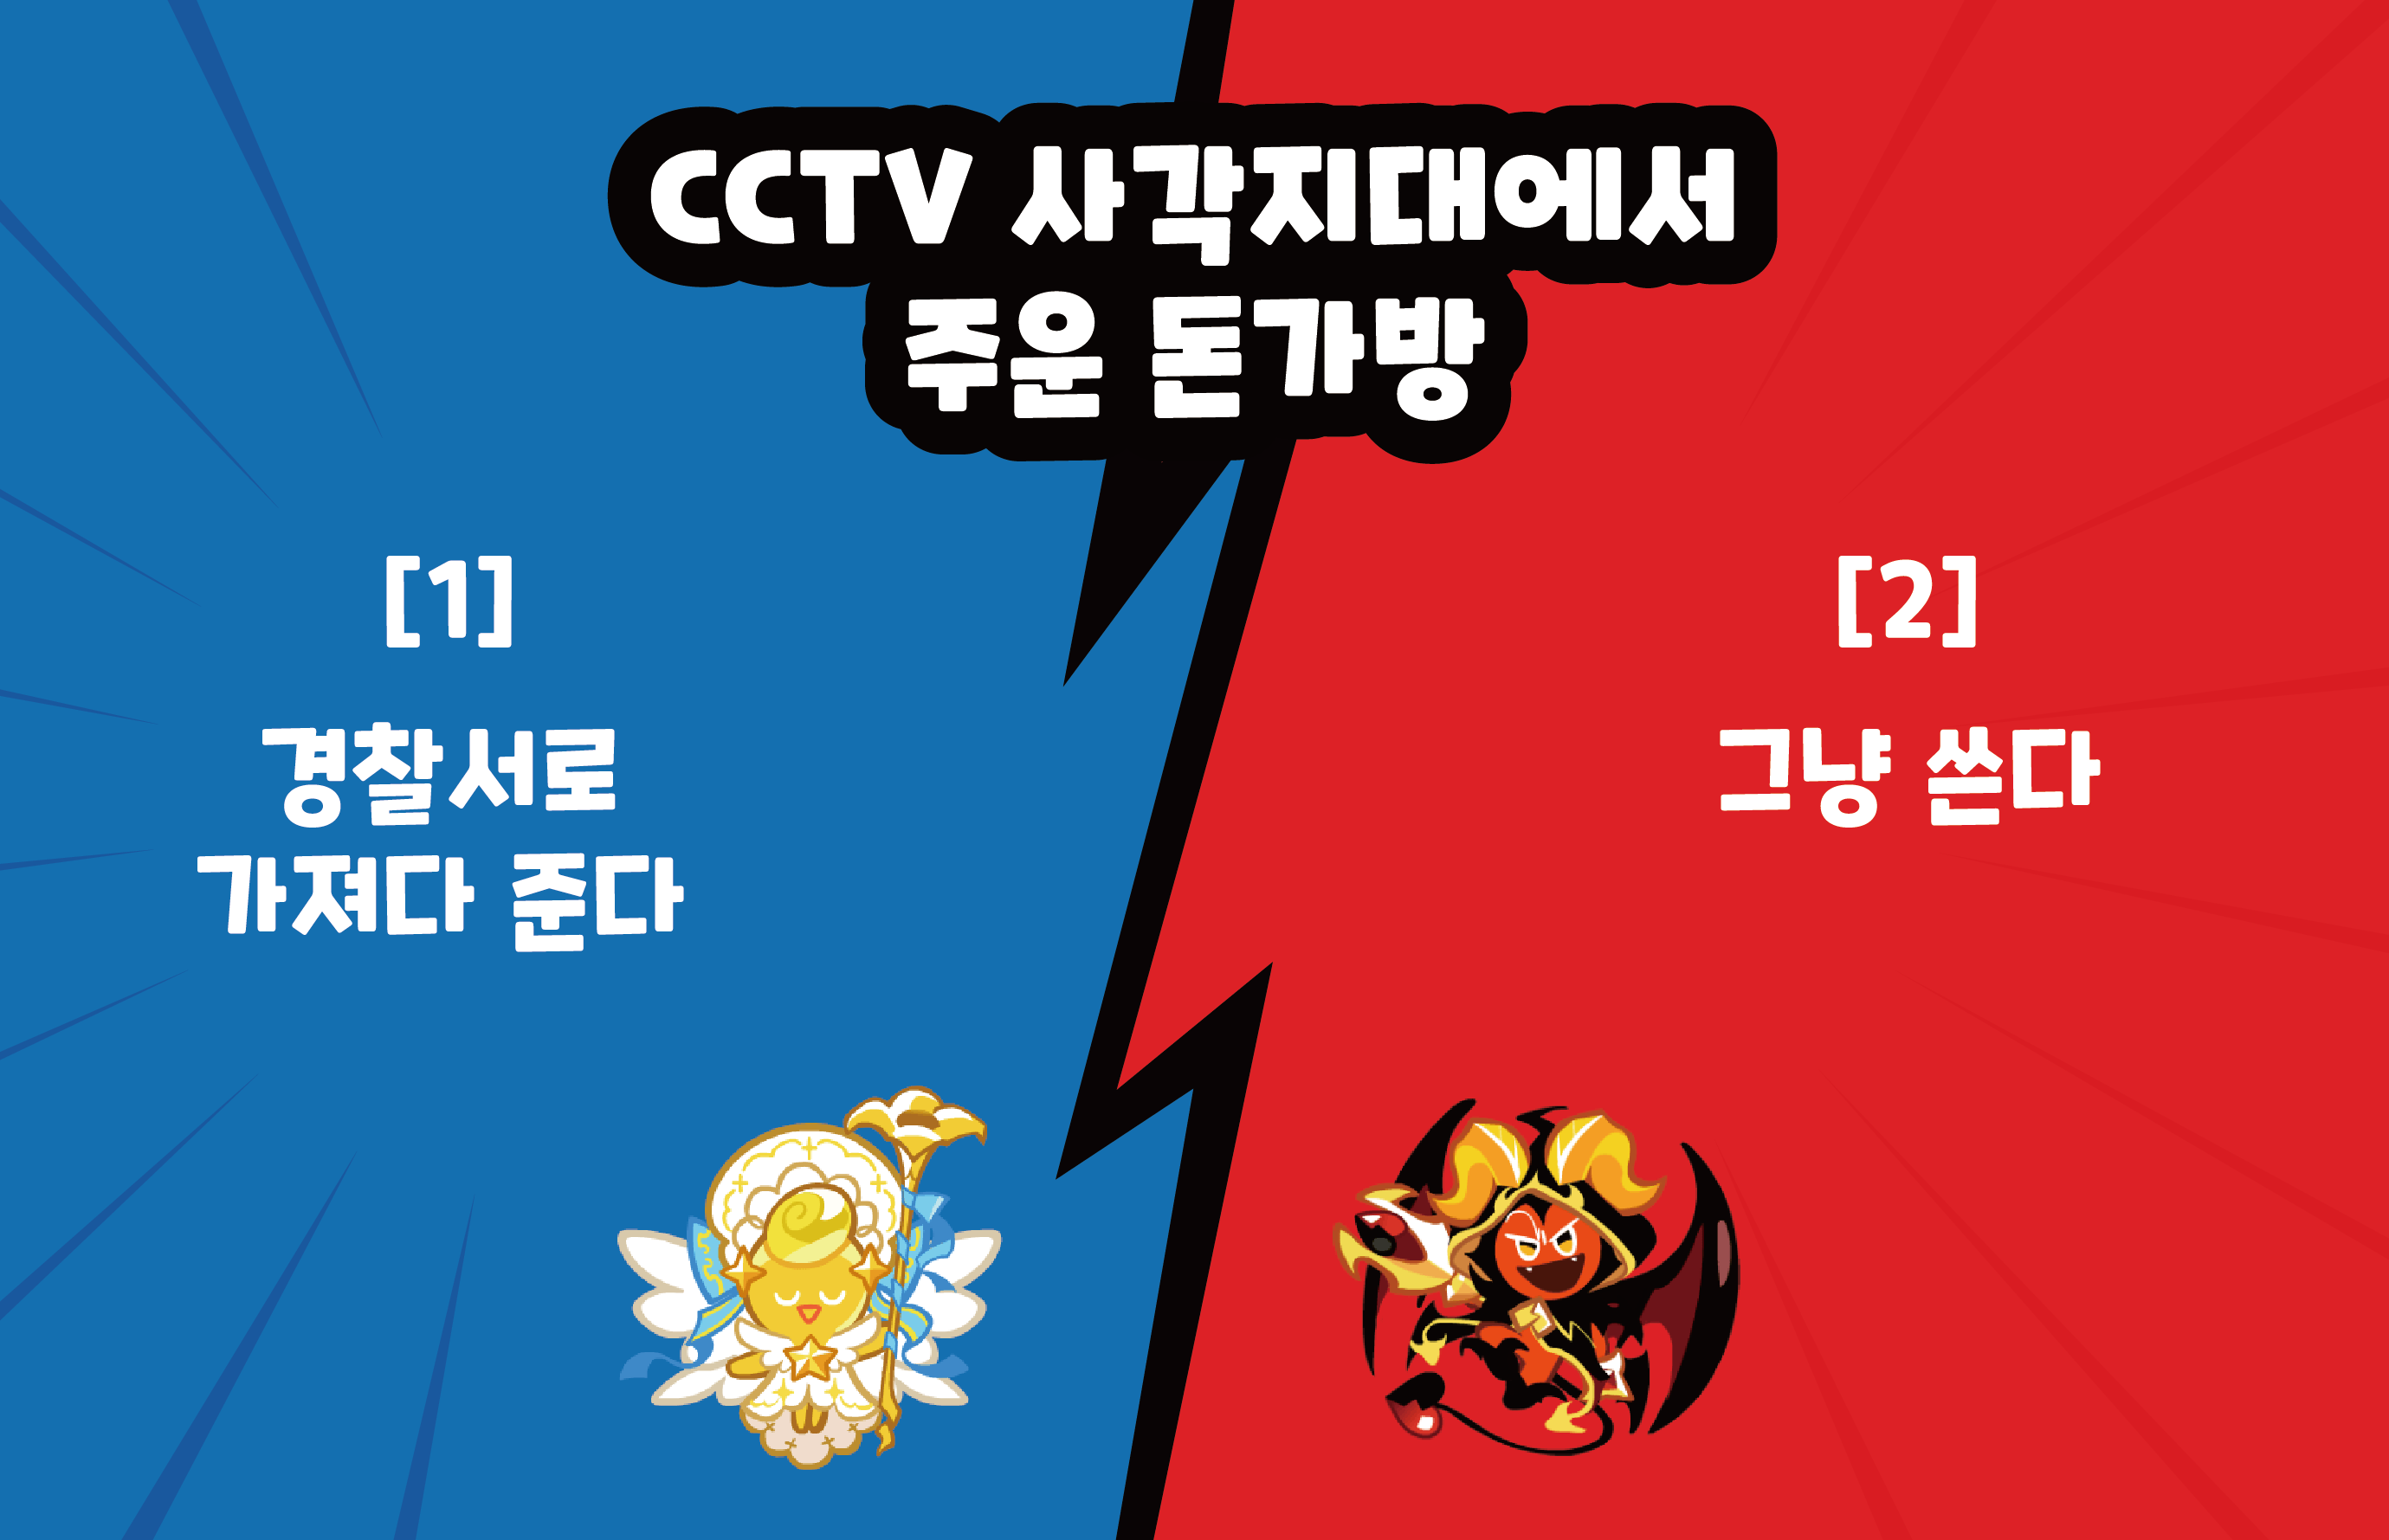 CCTV 사각지대에서
주운 돈가방
[1]
경찰서로
가져다 준다
[2]
그냥 쓴다